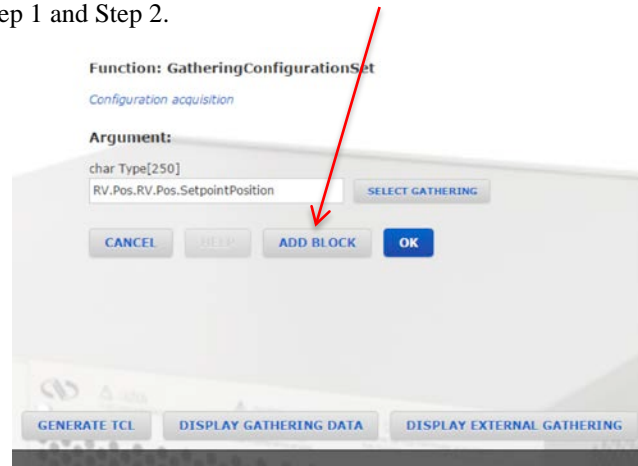 ep 1 and Step 2.
Function: GatheringConfigurationSet
Configuration acquisition
Argument:
char Type[250]
RV.Pos.RV.Pos.SetpointPosition SELECT GATHERING
CANCEL HELP ADD BLOCK OK
GENERATE TCL DISPLAY GATHERING DATA DISPLAY EXTERNAL GATHERING